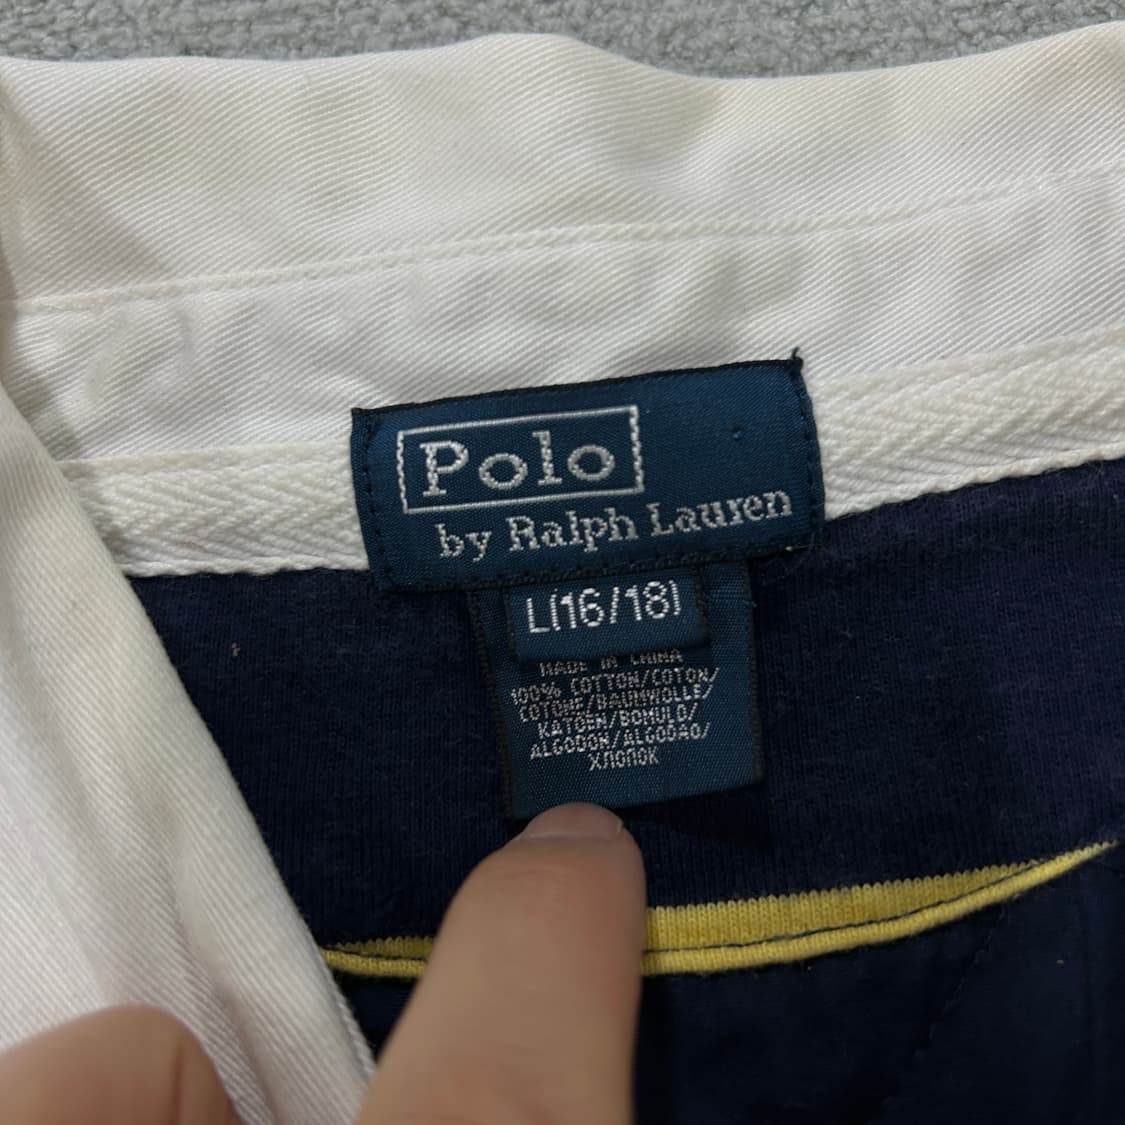 Polo
by Ralph Lauren
L(16/18)
MADE IN CHINA
100% COTTON/COTON/
COTONE/BAUMWOLLE/
KATOEN/BOMULD/
ALGODON/ALGODAO/
ХЛОПОК